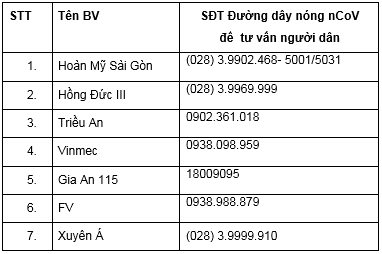 STT Tên BV SĐT Đường dây nóng nCoV
để tư vấn người dân
1. Hoàn Mỹ Sài Gòn (028) 3.9902.468- 5001/5031
2. Hồng Đức III (028) 3.9969.999
3. Triều An 0902.361.018
4. Vinmec 0938.098.959
5. Gia An 115 18009095
6. FV 0938.988.879
7. Xuyên Á (028) 3.9999.910